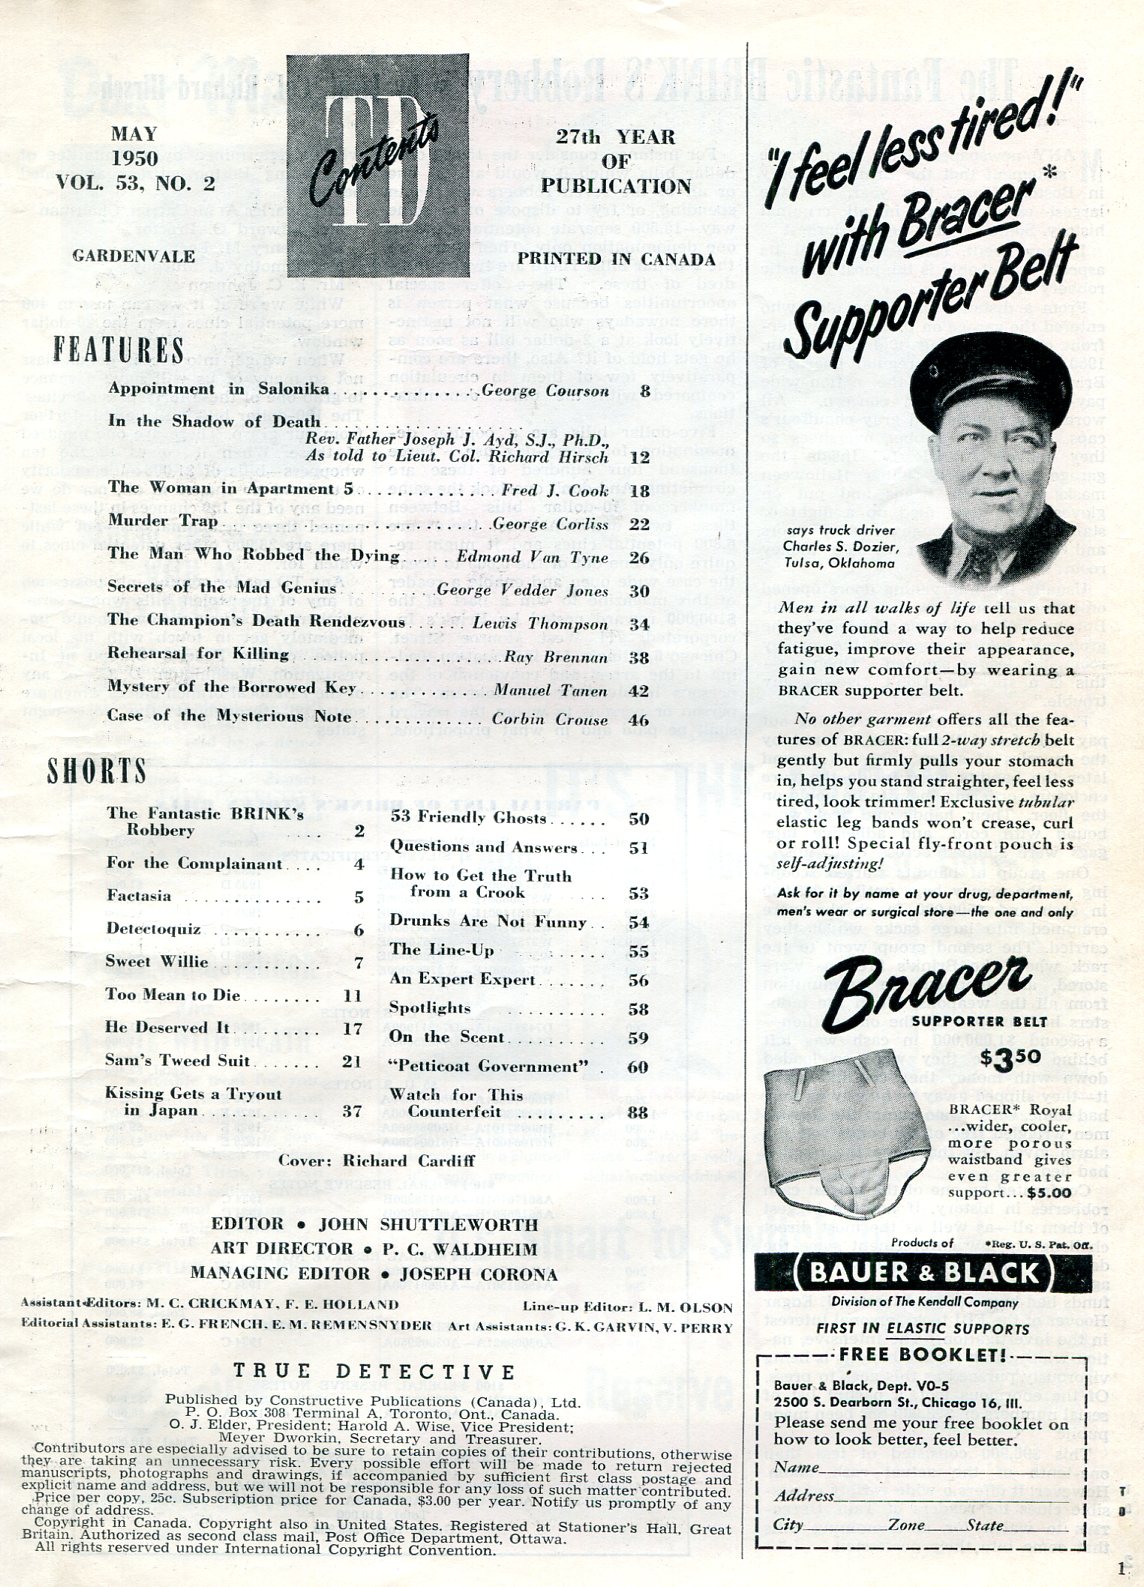 MAY
1950
VOL. 53, NO. 2
GARDENVALE
TD
Contents
27th YEAR
OF
PUBLICATION
PRINTED IN CANADA
FEATURES
Appointment in Salonika . . . . . . . . . . . . . . George Courson 8
In the Shadow of Death . . . . . . . . . . . . . . . . . . . .
Rev. Father Joseph J. Ayd, S.J., Ph.D.,
As told to Lieut. Col. Richard Hirsch 12
The Woman in Apartment 5 . . . . . . . . . . . . . Fred J. Cook 18
Murder Trap . . . . . . . . . . . . . . . . . . . . . . . . George Corliss 22
The Man Who Robbed the Dying . . . . . Edmond Van Tyne 26
Secrets of the Mad Genius . . . . . . . . . . George Vedder Jones 30
The Champion's Death Rendezvous . . . . . . Lewis Thompson 34
Rehearsal for Killing . . . . . . . . . . . . . . . . . . . . Ray Brennan 38
Mystery of the Borrowed Key . . . . . . . . . . . . . Manuel Tanen 42
Case of the Mysterious Note . . . . . . . . . . . . . Corbin Crouse 46
SHORTS
The Fantastic BRINK'S
Robbery . . . . 2
For the Complainant . . . . 4
Factasia . . . . . . . . . . . . . 5
Detectoquiz . . . . . . . . . . 6
Sweet Willie . . . . . . . . . . 7
Too Mean to Die . . . . . . . . 11
He Deserved It . . . . . . . . . 17
Sam's Tweed Suit . . . . . . . 21
Kissing Gets a Tryout
in Japan . . . . . . . . . . . 37
53 Friendly Ghosts . . . . . . 50
Questions and Answers . . . 51
How to Get the Truth
from a Crook . . . . 53
Drunks Are Not Funny . . 54
The Line-Up . . . . . . . . 55
An Expert Expert . . . . . . . 56
Spotlights . . . . . . . . . . . 58
On the Scent . . . . . . . . . . 59
"Petticoat Government" . 60
Watch for This
Counterfeit . . . . . . . . . 88
Cover: Richard Cardiff
EDITOR • JOHN SHUTTLEWORTH
ART DIRECTOR • P. C. WALDHEIM
MANAGING EDITOR • JOSEPH CORONA
Assistant Editors: M. C. CRICKMAY, F. E. HOLLAND Line-up Editor: L. M. OLSON
Editorial Assistants: E. G. FRENCH, E. M. REMENSNYDER Art Assistants: G. K. GARVIN, V. PERRY
TRUE DETECTIVE
Published by Constructive Publications (Canada), Ltd.
P. O. Box 308 Terminal A, Toronto, Ont., Canada.
O. J. Elder, President; Harold A. Wise, Vice President;
Meyer Dworkin, Secretary and Treasurer.
Contributors are especially advised to be sure to retain copies of their contributions, otherwise
they are taking an unnecessary risk. Every possible effort will be made to return rejected
manuscripts, photographs and drawings, if accompanied by sufficient first class postage and
explicit name and address, but we will not be responsible for any loss of such matter contributed.
Price per copy, 25c. Subscription price for Canada, $3.00 per year. Notify us promptly of any
change of address.
Copyright in Canada. Copyright also in United States. Registered at Stationer's Hall, Great
Britain. Authorized as second class mail, Post Office Department, Ottawa.
All rights reserved under International Copyright Convention.
"I feel less tired!"
with Bracer*
Supporter Belt
says truck driver
Charles S. Dozier,
Tulsa, Oklahoma
Men in all walks of life tell us that
they've found a way to help reduce
fatigue, improve their appearance,
gain new comfort—by wearing a
BRACER supporter belt.
No other garment offers all the fea-
tures of BRACER: full 2-way stretch belt
gently but firmly pulls your stomach
in, helps you stand straighter, feel less
tired, look trimmer! Exclusive tubular
elastic leg bands won't crease, curl
or roll! Special fly-front pouch is
self-adjusting!
Ask for it by name at your drug, department,
men's wear or surgical store—the one and only
Bracer
SUPPORTER BELT
$3.50
BRACER* Royal
...wider, cooler,
more porous
waistband gives
even greater
support...$5.00
Products of *Reg. U. S. Pat. Off.
(BAUER & BLACK)
Division of The Kendall Company
FIRST IN ELASTIC SUPPORTS
FREE BOOKLET!
Bauer & Black, Dept. VO-5
2500 S. Dearborn St., Chicago 16, Ill.
Please send me your free booklet on
how to look better, feel better.
Name
Address
City Zone State
T
D
1